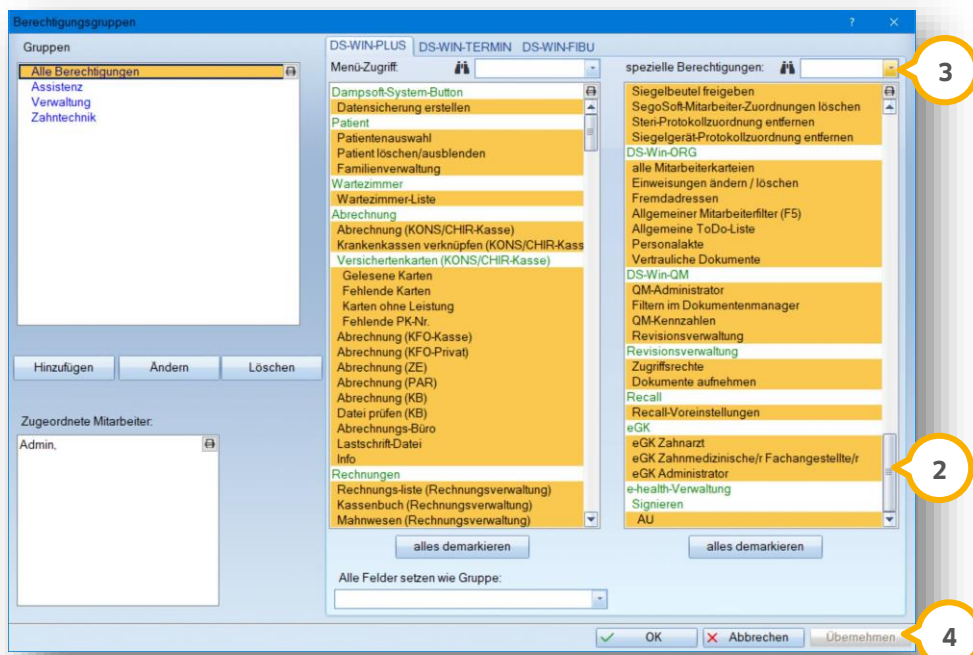 Berechtigungsgruppen
?
×
Gruppen
Alle Berechtigungen
Assistenz
Verwaltung
Zahntechnik
Hinzufügen
Ändern
Löschen
Zugeordnete Mitarbeiter:
Admin,
DS-WIN-PLUS
DS-WIN-TERMIN
DS-WIN-FIBU
Menü-Zugriff:
Dampsoft-System-Button
Datensicherung erstellen
Patient
Patientenauswahl
Patient löschen/ausblenden
Familienverwaltung
Wartezimmer
Wartezimmer-Liste
Abrechnung
Abrechnung (KONS/CHIR-Kasse)
Krankenkassen verknüpfen (KONS/CHIR-Kass
Versichertenkarten (KONS/CHIR-Kasse)
Gelesene Karten
Fehlende Karten
Karten ohne Leistung
Fehlende PK-Nr.
Abrechnung (KFO-Kasse)
Abrechnung (KFO-Privat)
Abrechnung (ZE)
Abrechnung (PAR)
Abrechnung (KB)
Datei prüfen (KB)
Abrechnungs-Büro
Lastschrift-Datei
Info
Rechnungen
Rechnungs-liste (Rechnungsverwaltung)
Kassenbuch (Rechnungsverwaltung)
Mahnwesen (Rechnungsverwaltung)
alles demarkieren
Alle Felder setzen wie Gruppe:
spezielle Berechtigungen:
3
Siegelbeutel freigeben
SegoSoft-Mitarbeiter-Zuordnungen löschen
Steri-Protokollzuordnung entfernen
Siegelgerät-Protokollzuordnung entfernen
DS-Win-ORG
alle Mitarbeiterkarteien
Einweisungen ändern / löschen
Fremdadressen
Allgemeiner Mitarbeiterfilter (F5)
Allgemeine ToDo-Liste
Personalakte
Vertrauliche Dokumente
DS-Win-QM
QM-Administrator
Filtern im Dokumentenmanager
QM-Kennzahlen
Revisionsverwaltung
Revisionsverwaltung
Zugriffsrechte
Dokumente aufnehmen
Recall
Recall-Voreinstellungen
eGK
eGK Zahnarzt
eGK Zahnmedizinische/r Fachangestellte/r
eGK Administrator
e-health-Verwaltung
Signieren
AU
2
alles demarkieren
OK
Abbrechen
Übernehmen
4